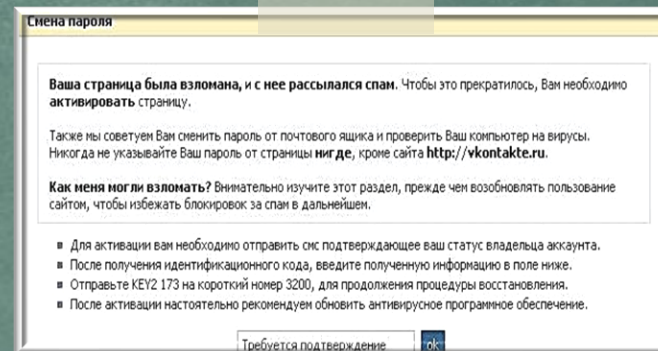 Смена пароля
Ваша страница была взломана, и с нее рассылался спам. Чтобы это прекратилось, Вам необходимо
активировать страницу.
Также мы советуем Вам сменить пароль от почтового ящика и проверить Ваш компьютер на вирусы.
Никогда не указывайте Ваш пароль от страницы нигде, кроме сайта http://vkontakte.ru.
Как меня могли взломать? Внимательно изучите этот раздел, прежде чем возобновлять пользование
сайтом, чтобы избежать блокировок за спам в дальнейшем.
Для активации вам необходимо отправить смс подтверждающее ваш статус владельца аккаунта.
После получения идентификационного кода, введите полученную информацию в поле ниже.
Отправьте KEY2 173 на короткий номер 3200, для продолжения процедуры восстановления.
После активации настоятельно рекомендуем обновить антивирусное программное обеспечение.
Требуется подтверждение ok